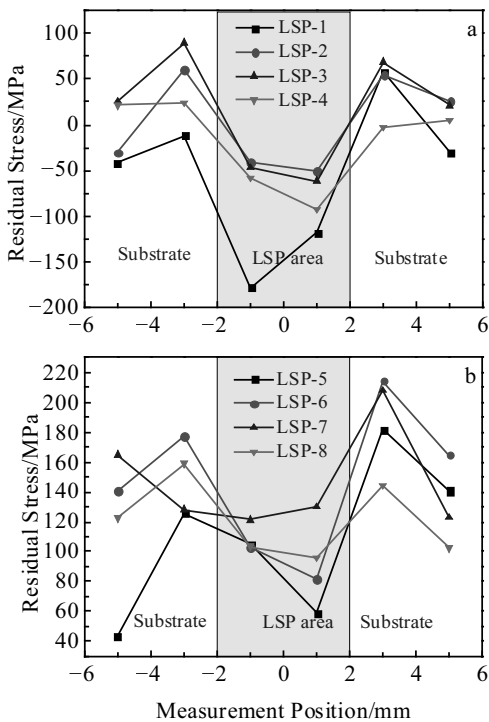 a
100
50
0
−50
−100
−150
−200
Residual Stress/MPa
LSP-1
LSP-2
LSP-3
LSP-4
Substrate
LSP area
Substrate
−6 −4 −2 0 2 4 6
b
220
200
180
160
140
120
100
80
60
40
Residual Stress/MPa
LSP-5
LSP-6
LSP-7
LSP-8
Substrate
LSP area
Substrate
−6 −4 −2 0 2 4 6
Measurement Position/mm